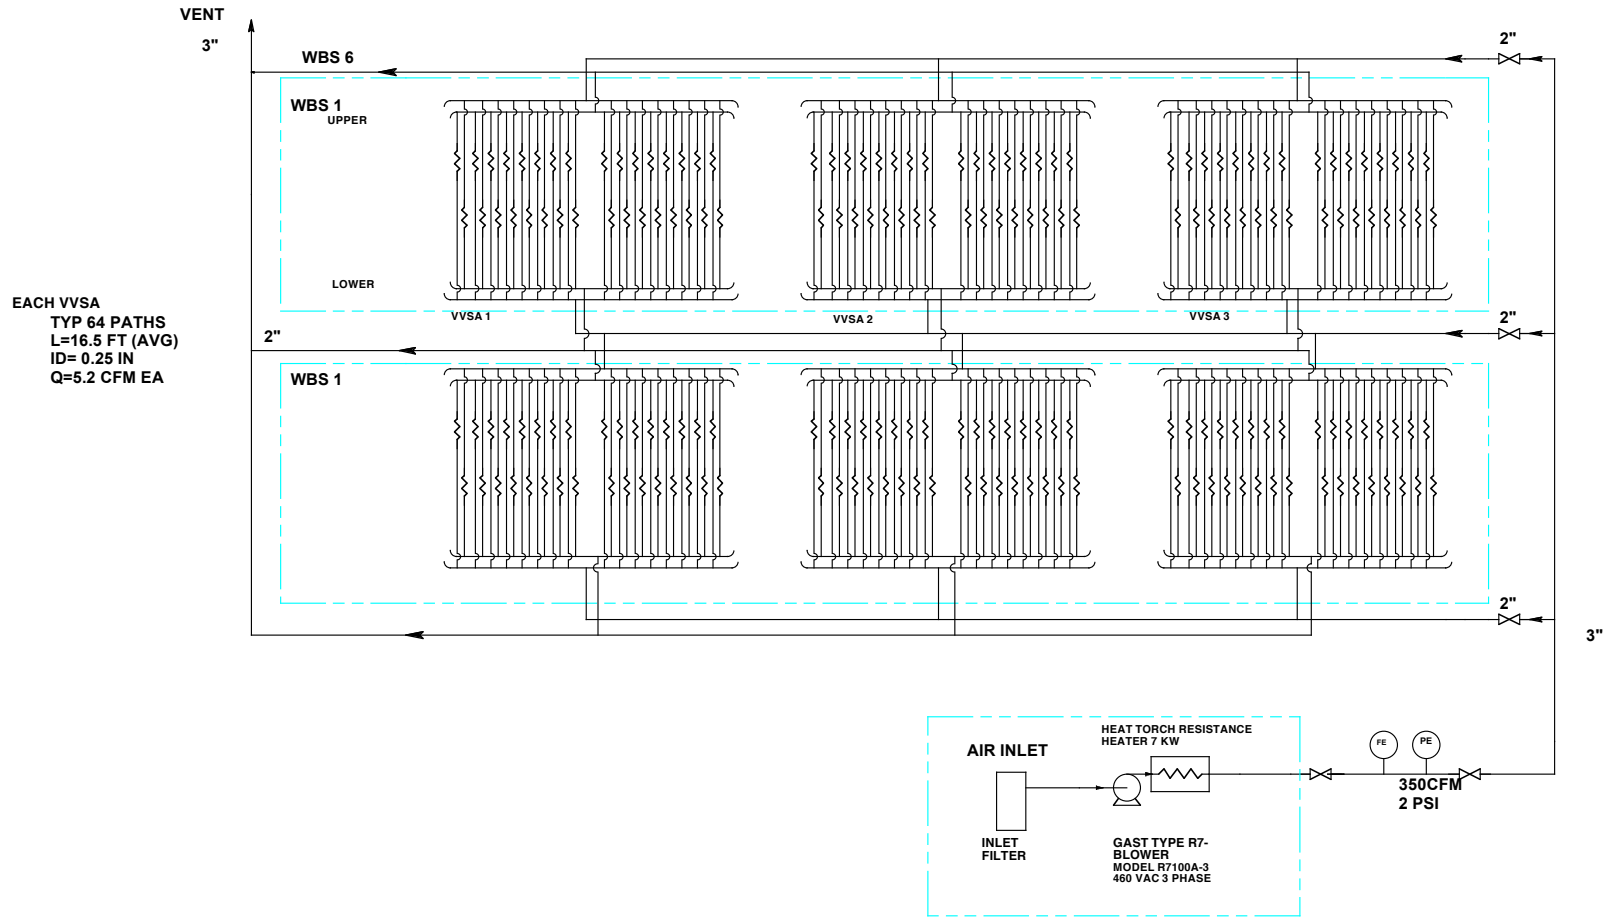 VENT
3"
WBS 6
2"
WBS 1
UPPER
LOWER
VVSA 1
VVSA 2
VVSA 3
2"
EACH VVSA
TYP 64 PATHS
L=16.5 FT (AVG)
ID= 0.25 IN
Q=5.2 CFM EA
2"
WBS 1
2"
3"
AIR INLET
HEAT TORCH RESISTANCE
HEATER 7 KW
FE
PE
350CFM
2 PSI
INLET
FILTER
GAST TYPE R7-
BLOWER
MODEL R7100A-3
460 VAC 3 PHASE